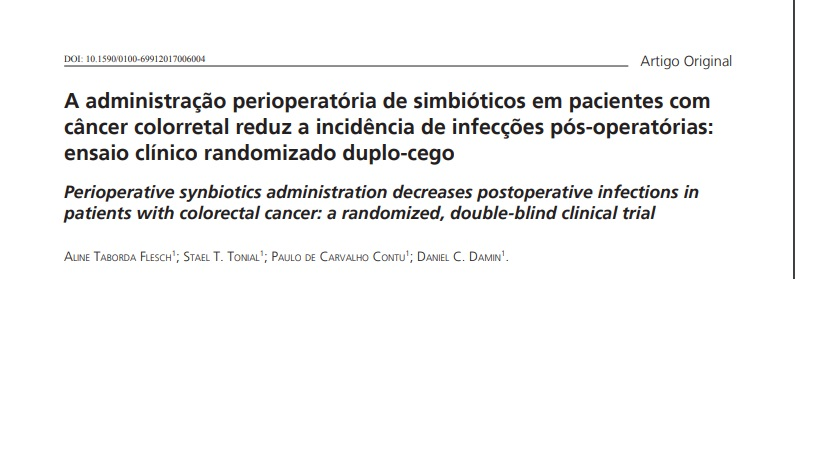 DOI: 10.1590/0100-69912017006004
Artigo Original
A administração perioperatória de simbióticos em pacientes com
câncer colorretal reduz a incidência de infecções pós-operatórias:
ensaio clínico randomizado duplo-cego
Perioperative synbiotics administration decreases postoperative infections in
patients with colorectal cancer: a randomized, double-blind clinical trial
Aline Taborda Flesch1; Stael T. Tonial1; Paulo de Carvalho Contu1; Daniel C. Damin1.